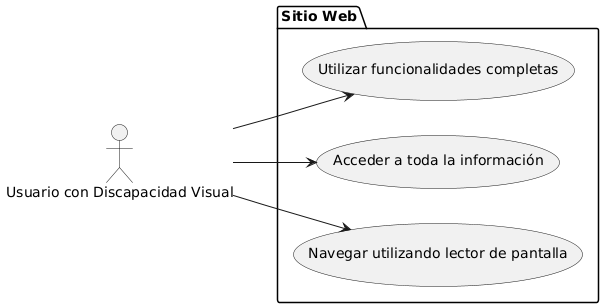 Sitio Web
Utilizar funcionalidades completas
Acceder a toda la información
Usuario con Discapacidad Visual
Navegar utilizando lector de pantalla